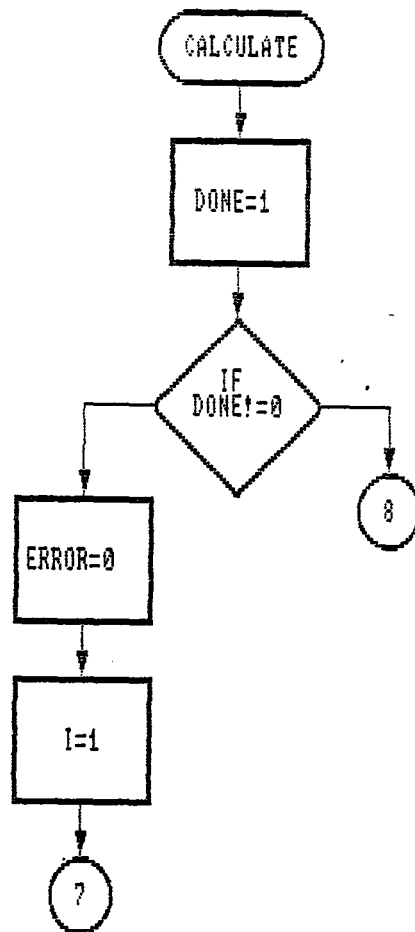 CALCULATE
DONE=1
IF
DONE!=0
8
ERROR=0
I=1
7